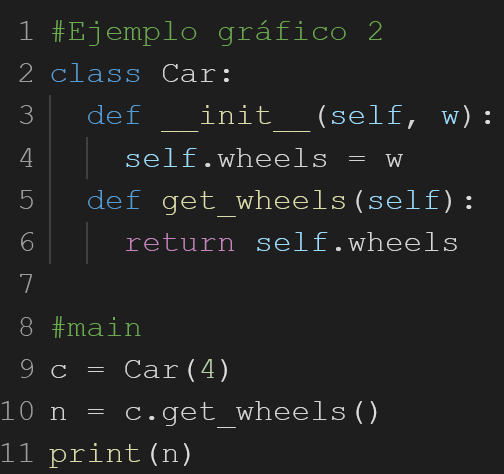 1 #Ejemplo gráfico 2
2 class Car:
3   def __init__(self, w):
4     self.wheels = w
5   def get_wheels(self):
6     return self.wheels
7
8 #main
9 c = Car(4)
10 n = c.get_wheels()
11 print(n)